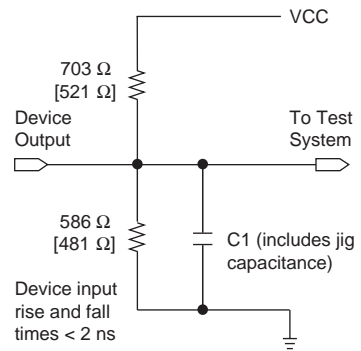 VCC
703 Ω
[521 Ω]
Device
Output
To Test
System
586 Ω
[481 Ω]
C1 (includes jig
capacitance)
Device input
rise and fall
times < 2 ns